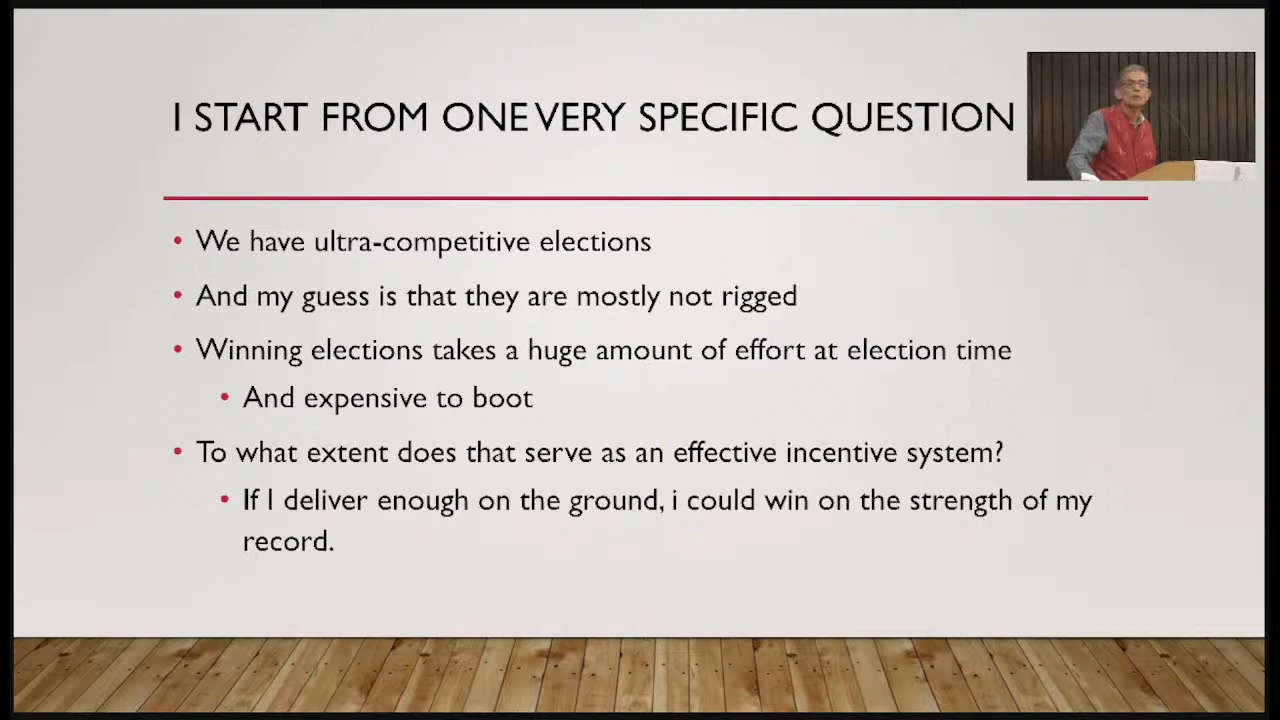 I START FROM ONE VERY SPECIFIC QUESTION
• We have ultra-competitive elections
• And my guess is that they are mostly not rigged
• Winning elections takes a huge amount of effort at election time
• And expensive to boot
• To what extent does that serve as an effective incentive system?
• If I deliver enough on the ground, i could win on the strength of my
record.